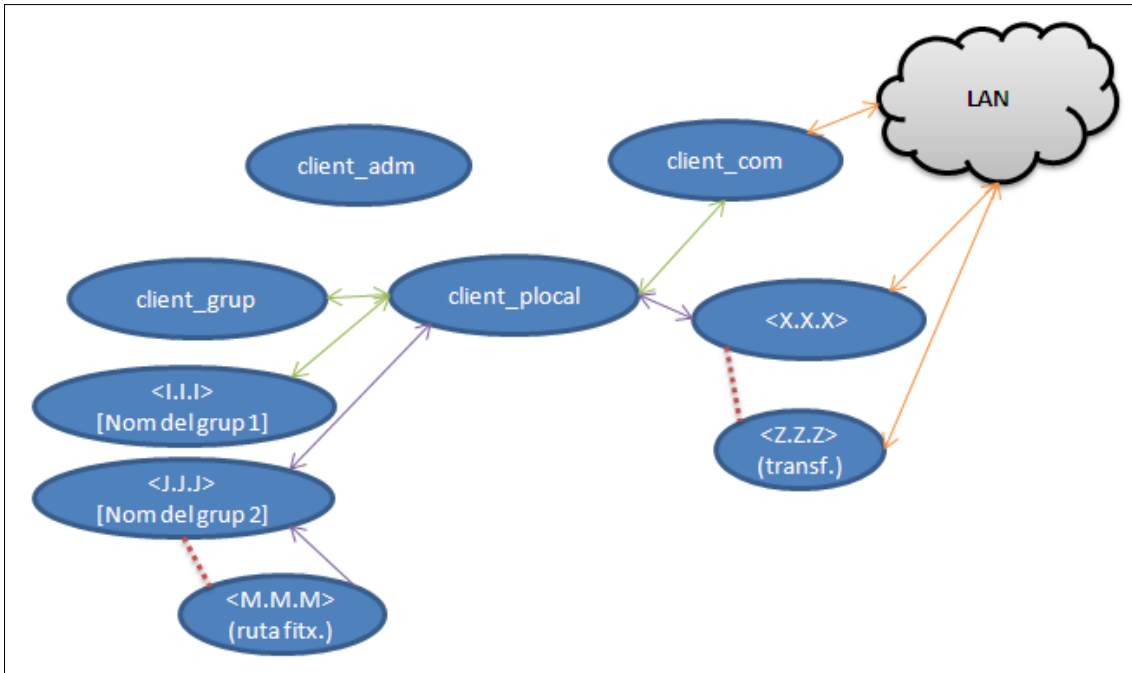 LAN
client_adm
client_com
client_grup
client_plocal
<X.X.X>
<I.I.I>
[Nom del grup 1]
<Z.Z.Z>
(transf.)
<J.J.J>
[Nom del grup 2]
<M.M.M>
(ruta fitx.)